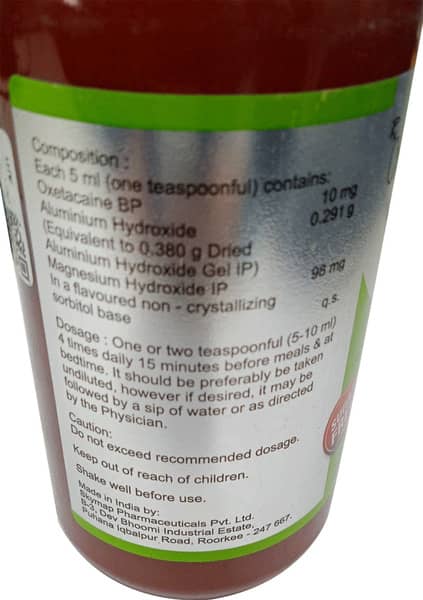 Composition :
Each 5 ml (one teaspoonful) contains:
Oxetacaine BP 10 mg
Aluminium Hydroxide 0.291 g
(Equivalent to 0.380 g Dried
Aluminium Hydroxide Gel IP)
Magnesium Hydroxide IP 98 mg
In a flavoured non - crystallizing
sorbitol base q.s.
Dosage : One or two teaspoonful (5-10 ml)
4 times daily 15 minutes before meals & at
bedtime. It should be preferably be taken
undiluted, however if desired, it may be
followed by a sip of water or as directed
by the Physician.
Caution:
Do not exceed recommended dosage.
Keep out of reach of children.
Shake well before use.
Made in India by:
Skymap Pharmaceuticals Pvt. Ltd.
B-3, Dev Bhoomi Industrial Estate,
Puhana Iqbalpur Road, Roorkee - 247 667.